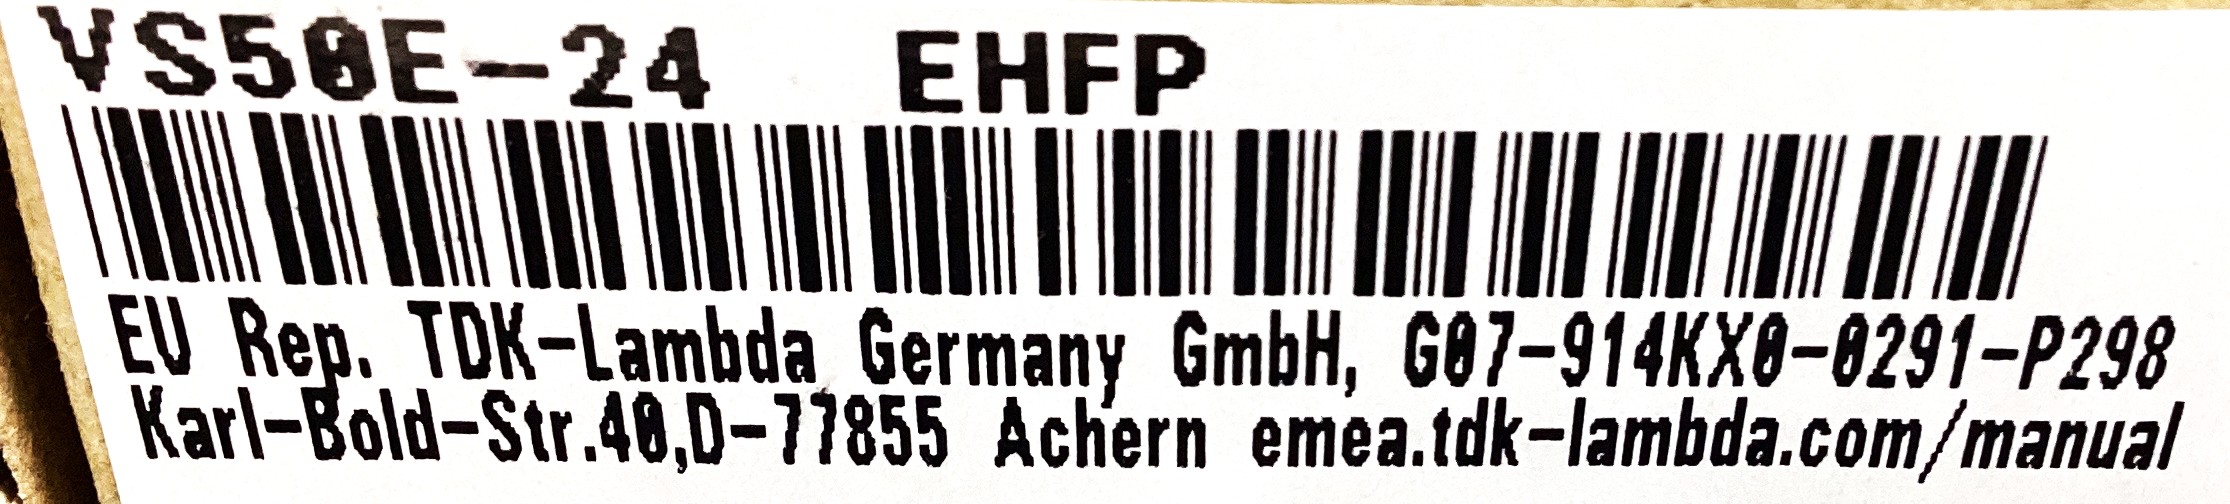 VS50E-24 EHFP
EU Rep. TDK-Lambda Germany GmbH, G07-914KX0-0291-P298
Karl-Bold-Str.40,D-77855 Achern emea.tdk-lambda.com/manual